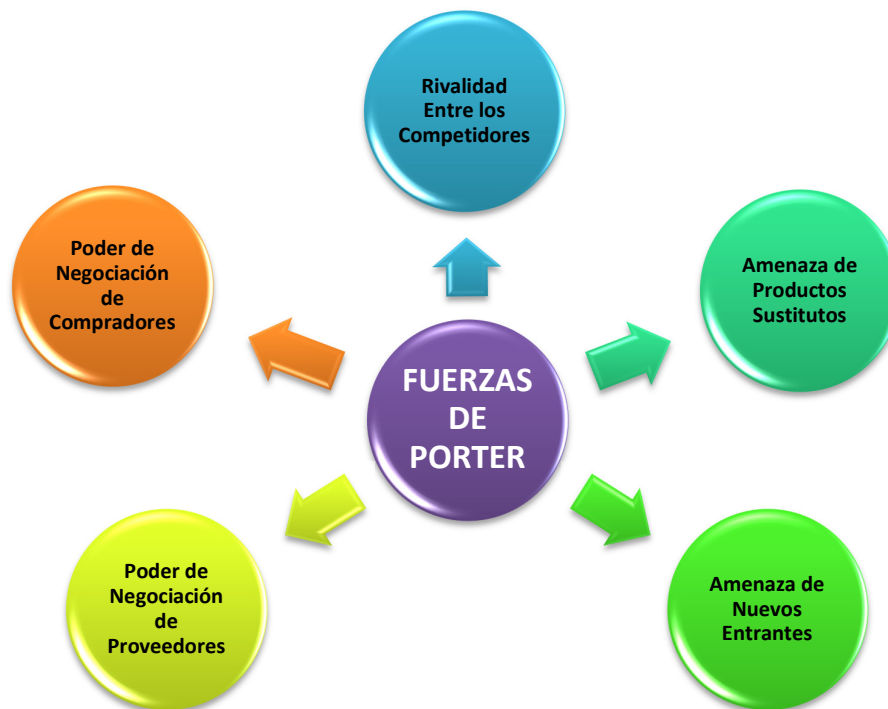 Rivalidad
Entre los
Competidores
Poder de
Negociación
de
Compradores
Amenaza de
Productos
Sustitutos
FUERZAS
DE
PORTER
Poder de
Negociación
de
Proveedores
Amenaza de
Nuevos
Entrantes